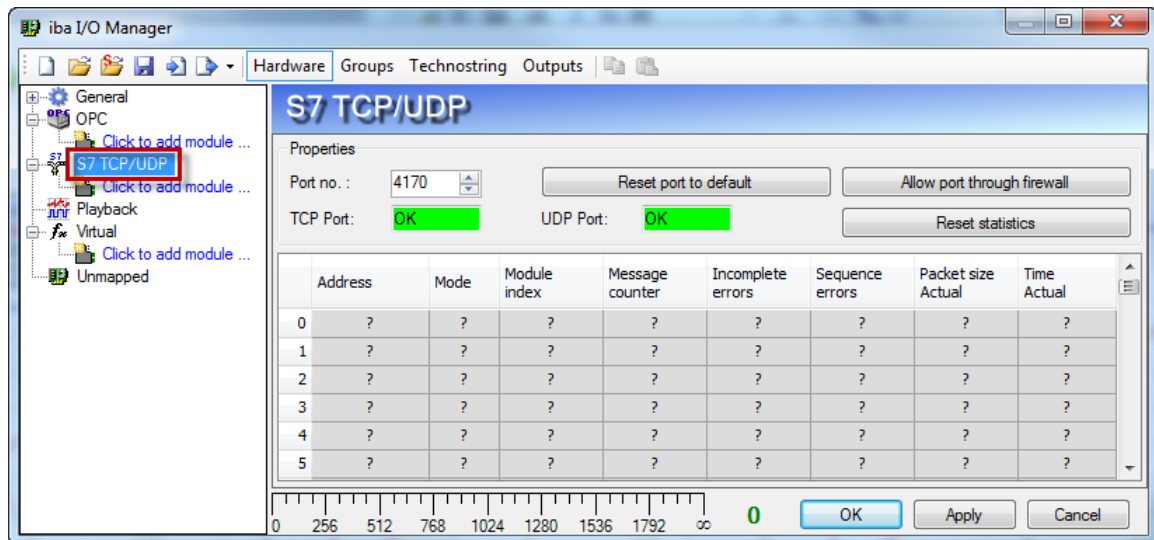 iba I/O Manager
Hardware Groups Technostring Outputs
General
OPC
OPC
Click to add module ...
S7
S7 TCP/UDP
Click to add module ...
Playback
fx Virtual
Click to add module ...
Unmapped
S7 TCP/UDP
Properties
Port no. : 4170 Reset port to default Allow port through firewall
TCP Port: OK UDP Port: OK Reset statistics
Address Mode Module index Message counter Incomplete errors Sequence errors Packet size Actual Time Actual
0 ? ? ? ? ? ? ? ?
1 ? ? ? ? ? ? ? ?
2 ? ? ? ? ? ? ? ?
3 ? ? ? ? ? ? ? ?
4 ? ? ? ? ? ? ? ?
5 ? ? ? ? ? ? ? ?
0 256 512 768 1024 1280 1536 1792 ∞ 0 OK Apply Cancel